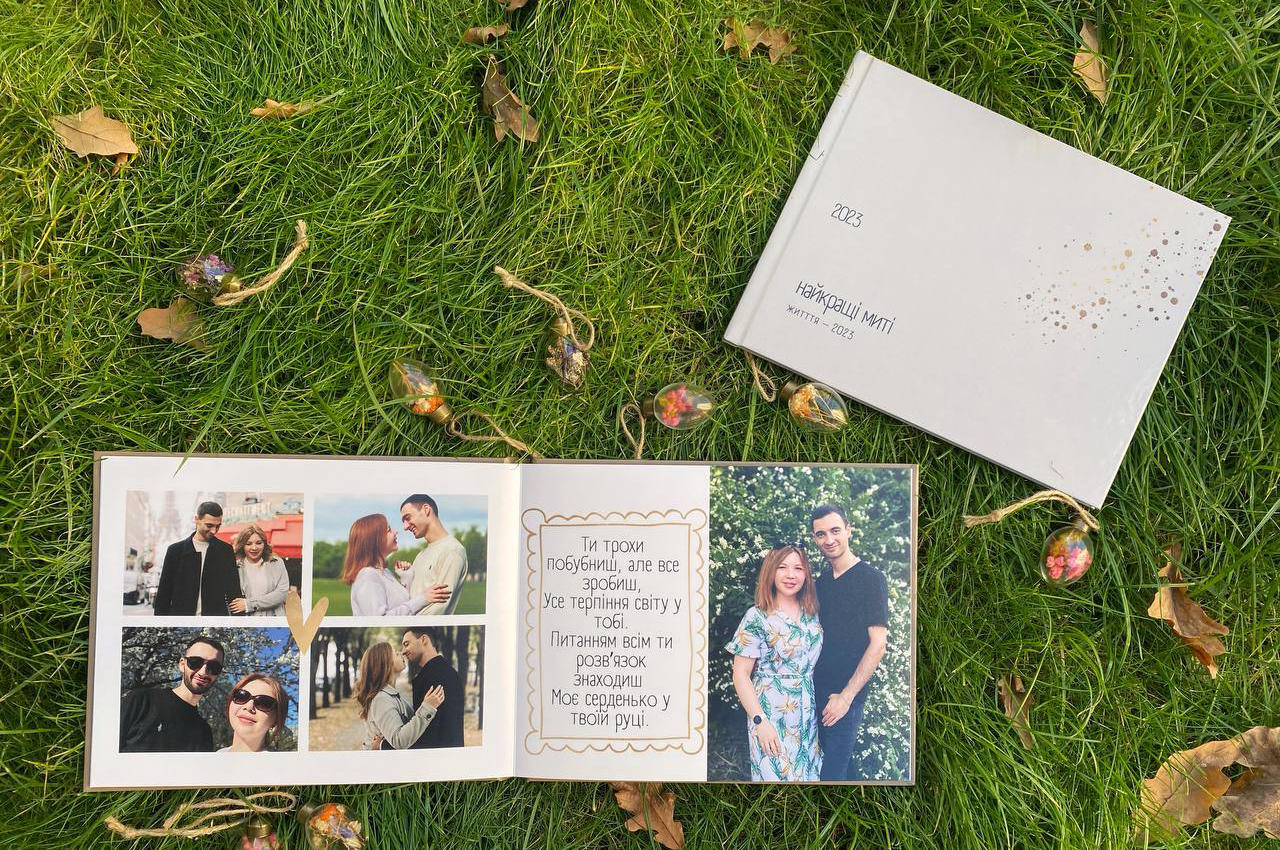 2023
найкращі миті
життя – 2023
Ти трохи
побубниш, але все
зробиш,
Усе терпіння світу у
тобі.
Питанням всім ти
розв'язок
знаходиш
Моє серденько у
твоїй руці.